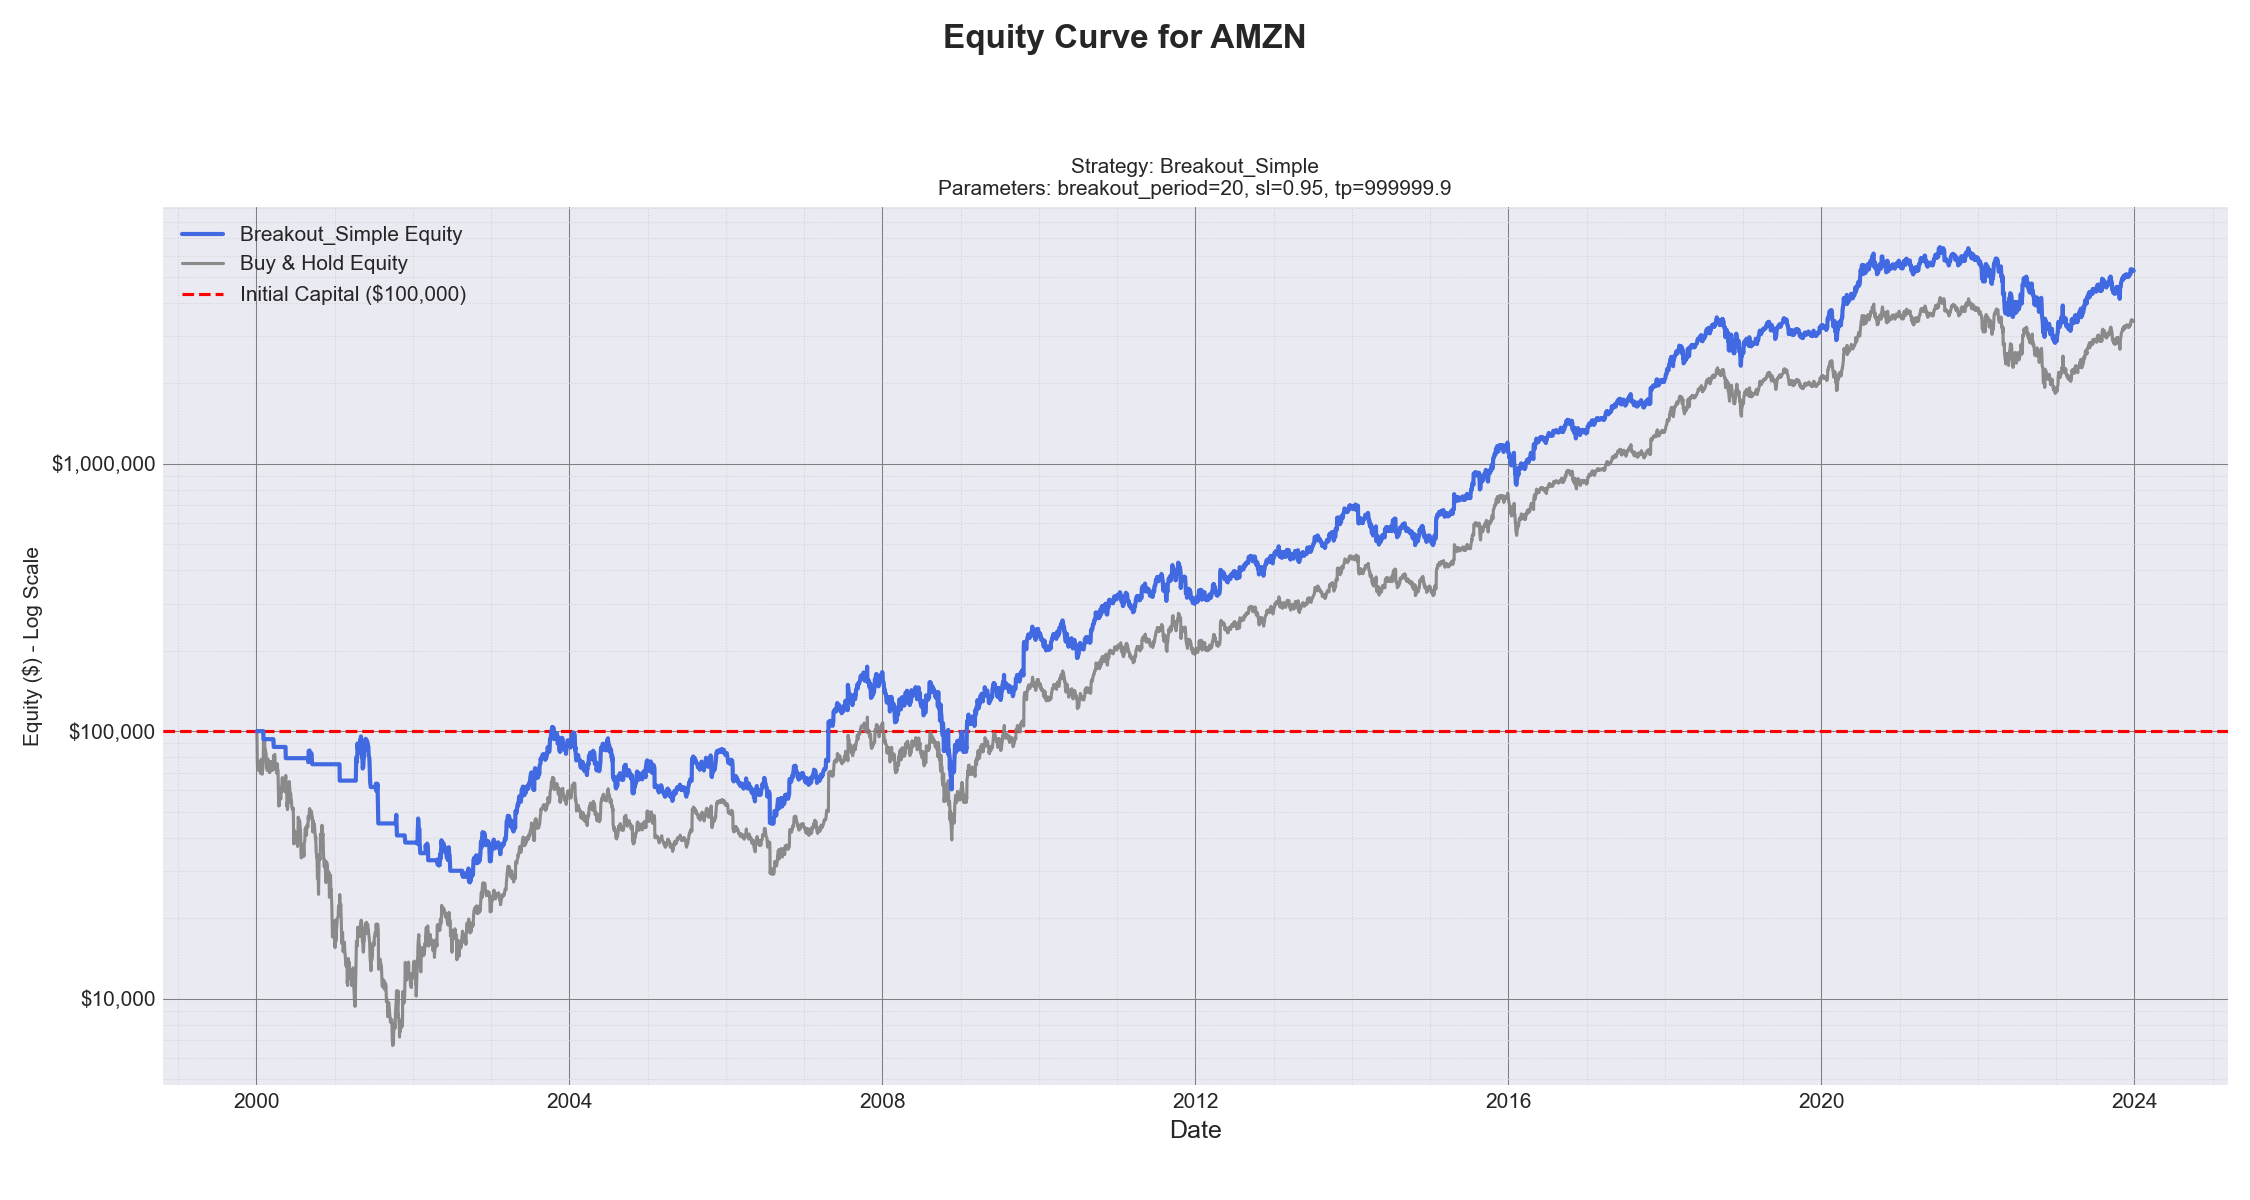 Equity Curve for AMZN
Strategy: Breakout_Simple
Parameters: breakout_period=20, sl=0.95, tp=999999.9
Breakout_Simple Equity
Buy & Hold Equity
Initial Capital ($100,000)
$1,000,000
$100,000
$10,000
Equity ($) - Log Scale
2000 2004 2008 2012 2016 2020 2024
Date